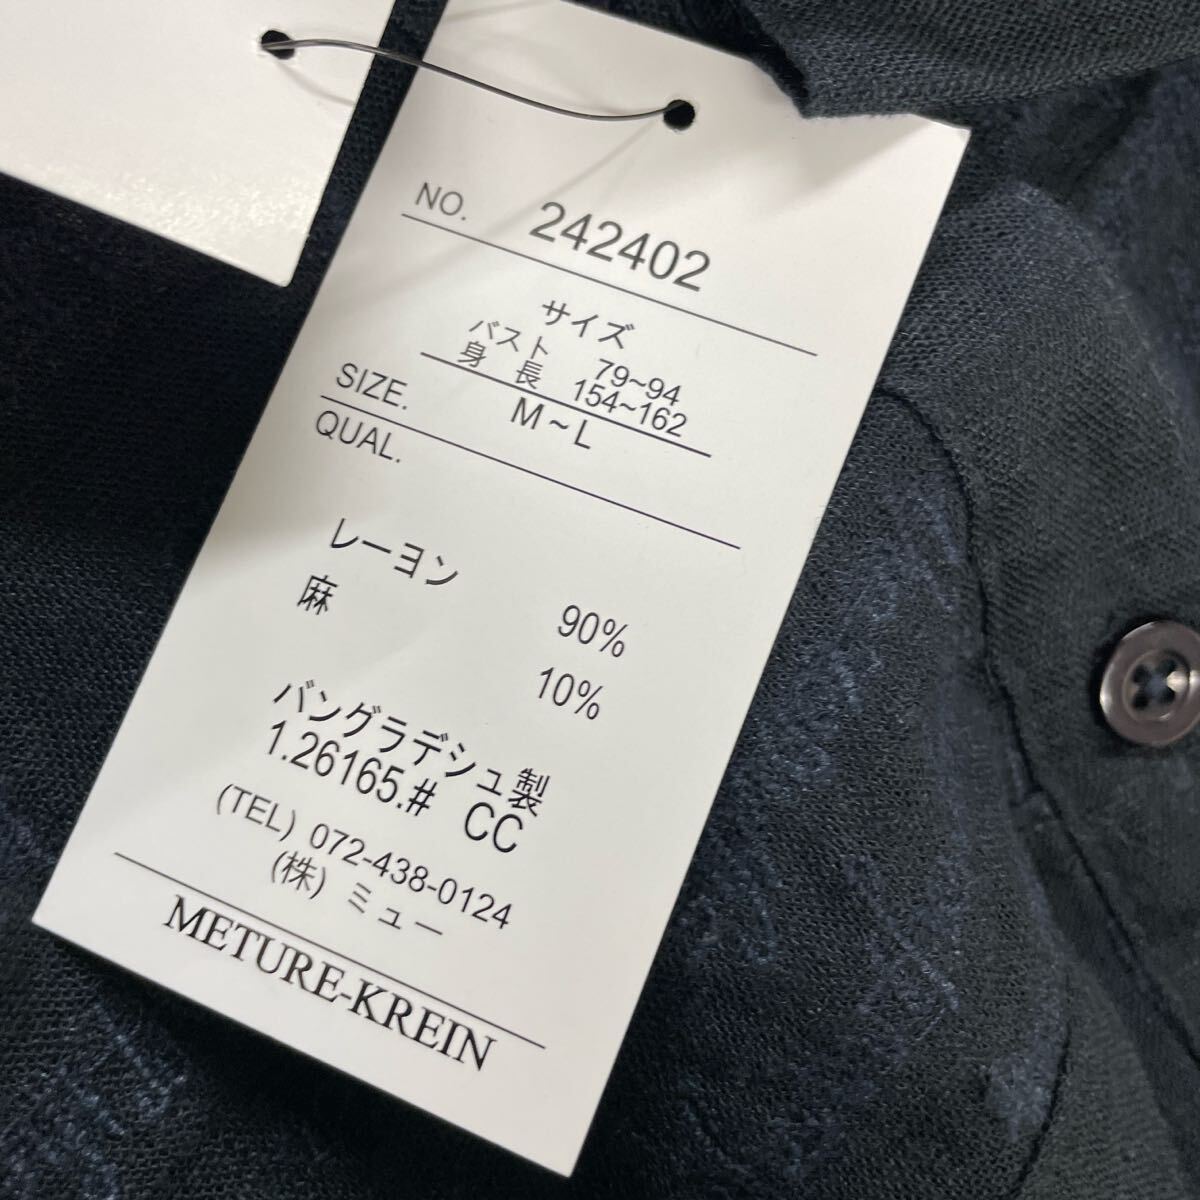 NO. 242402
サイズ
バスト 79~94
身長 154~162
SIZE. M~L
QUAL.
レーヨン 90%
麻 10%
バングラデシュ製
1.26165.# CC
(TEL) 072-438-0124
(株) ミュー
METURE-KREIN